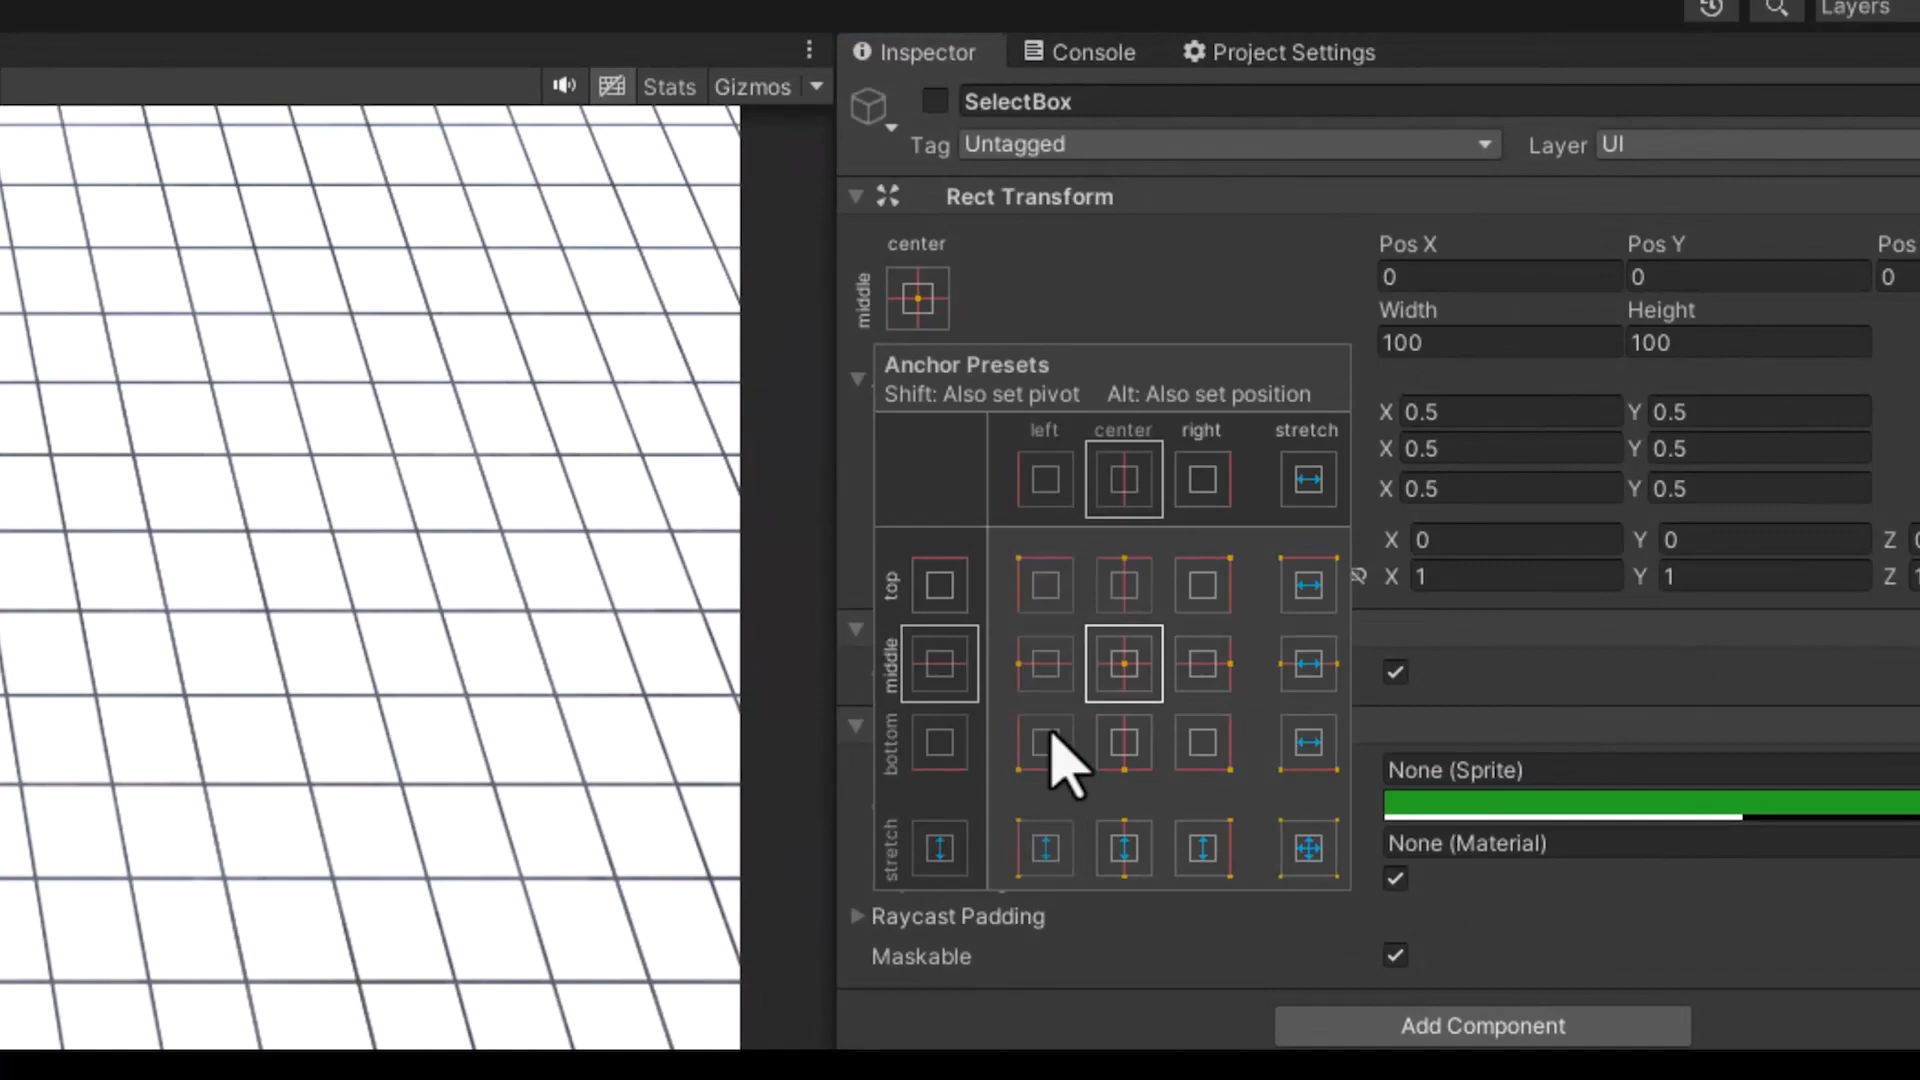 Layers
Inspector
Console
Project Settings
Stats
Gizmos
SelectBox
Tag
Untagged
Layer
UI
Rect Transform
center
middle
Pos X
Pos Y
Pos
0
0
0
Width
Height
100
100
Anchor Presets
Shift: Also set pivot
Alt: Also set position
left
center
right
stretch
X 0.5
Y 0.5
X 0.5
Y 0.5
X 0.5
Y 0.5
X 0
Y 0
Z
X 1
Y 1
Z
top
middle
bottom
stretch
None (Sprite)
None (Material)
Raycast Padding
Maskable
Add Component